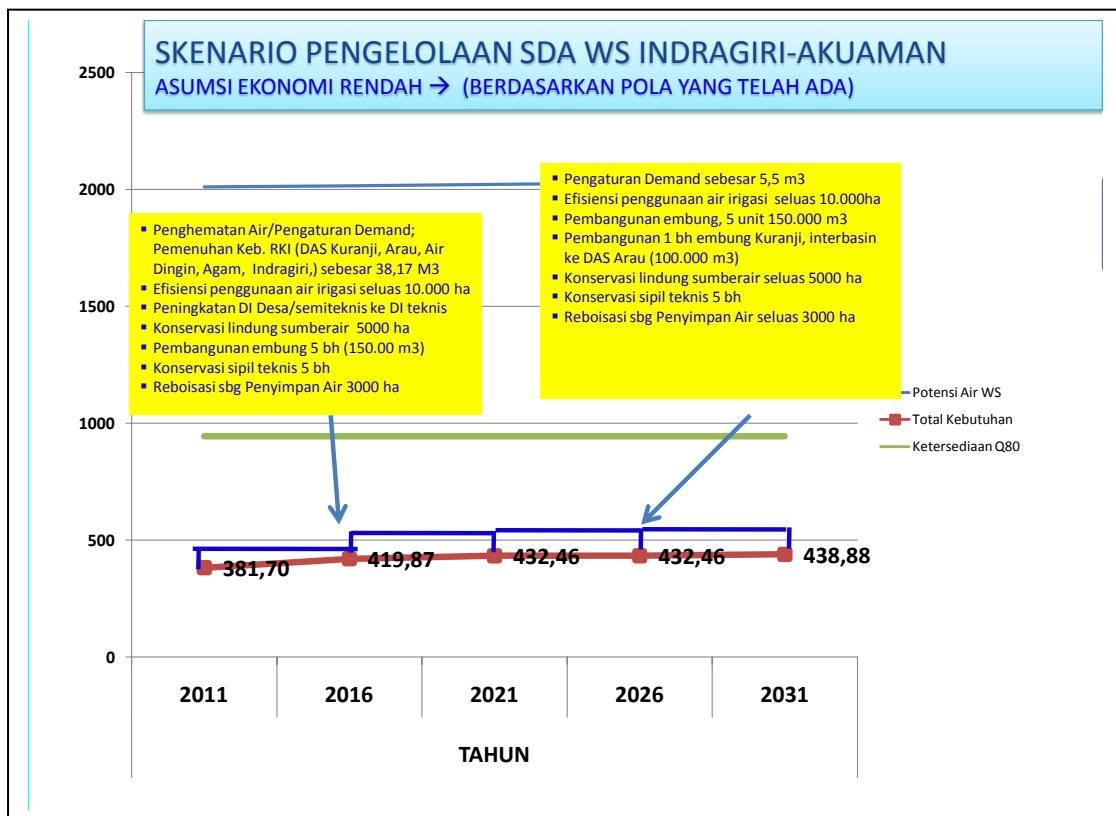 SKENARIO PENGELOLAAN SDA WS INDRAGIRI-AKUAMAN
ASUMSI EKONOMI RENDAH → (BERDASARKAN POLA YANG TELAH ADA)
2500
2000
1500
1000
500
0
▪ Penghematan Air/Pengaturan Demand;
Pemenuhan Keb. RKI (DAS Kuranji, Arau, Air
Dingin, Agam, Indragiri,) sebesar 38,17 M3
▪ Efisiensi penggunaan air irigasi seluas 10.000 ha
▪ Peningkatan DI Desa/semiteknis ke DI teknis
▪ Konservasi lindung sumberair 5000 ha
▪ Pembangunan embung 5 bh (150.00 m3)
▪ Konservasi sipil teknis 5 bh
▪ Reboisasi sbg Penyimpan Air 3000 ha
▪ Pengaturan Demand sebesar 5,5 m3
▪ Efisiensi penggunaan air irigasi seluas 10.000ha
▪ Pembangunan embung, 5 unit 150.000 m3
▪ Pembangunan 1 bh embung Kuranji, interbasin
ke DAS Arau (100.000 m3)
▪ Konservasi lindung sumberair seluas 5000 ha
▪ Konservasi sipil teknis 5 bh
▪ Reboisasi sbg Penyimpan Air seluas 3000 ha
Potensi Air WS
Total Kebutuhan
Ketersediaan Q80
381,70 419,87 432,46 432,46 438,88
2011 2016 2021 2026 2031
TAHUN